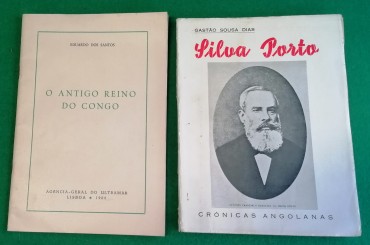 EDUARDO DOS SANTOS
O ANTIGO REINO
DO CONGO
AGÊNCIA-GERAL DO ULTRAMAR
LISBOA
GASTÃO SOUSA DIAS
Silva Porto
CRÓNICAS ANGOLANAS